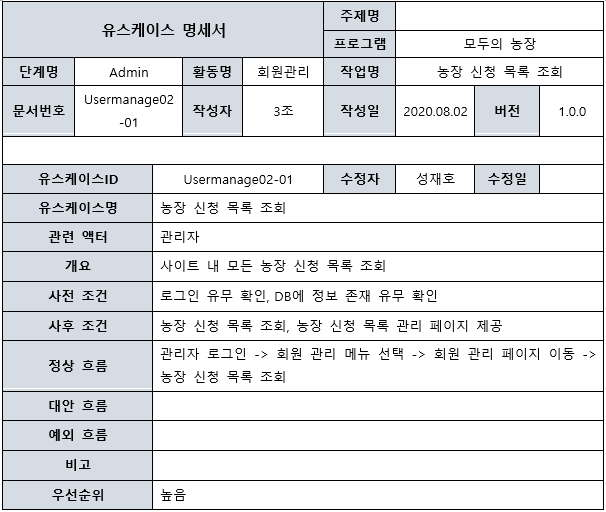 유스케이스 명세서
주제명
프로그램 모두의 농장
단계명 Admin 활동명 회원관리 작업명 농장 신청 목록 조회
문서번호 Usermanage02
-01 작성자 3조 작성일 2020.08.02 버전 1.0.0
유스케이스ID Usermanage02-01 수정자 성재호 수정일
유스케이스명 농장 신청 목록 조회
관련 액터 관리자
개요 사이트 내 모든 농장 신청 목록 조회
사전 조건 로그인 유무 확인, DB에 정보 존재 유무 확인
사후 조건 농장 신청 목록 조회, 농장 신청 목록 관리 페이지 제공
정상 흐름 관리자 로그인 -> 회원 관리 메뉴 선택 -> 회원 관리 페이지 이동 ->
농장 신청 목록 조회
대안 흐름
예외 흐름
비고
우선순위 높음